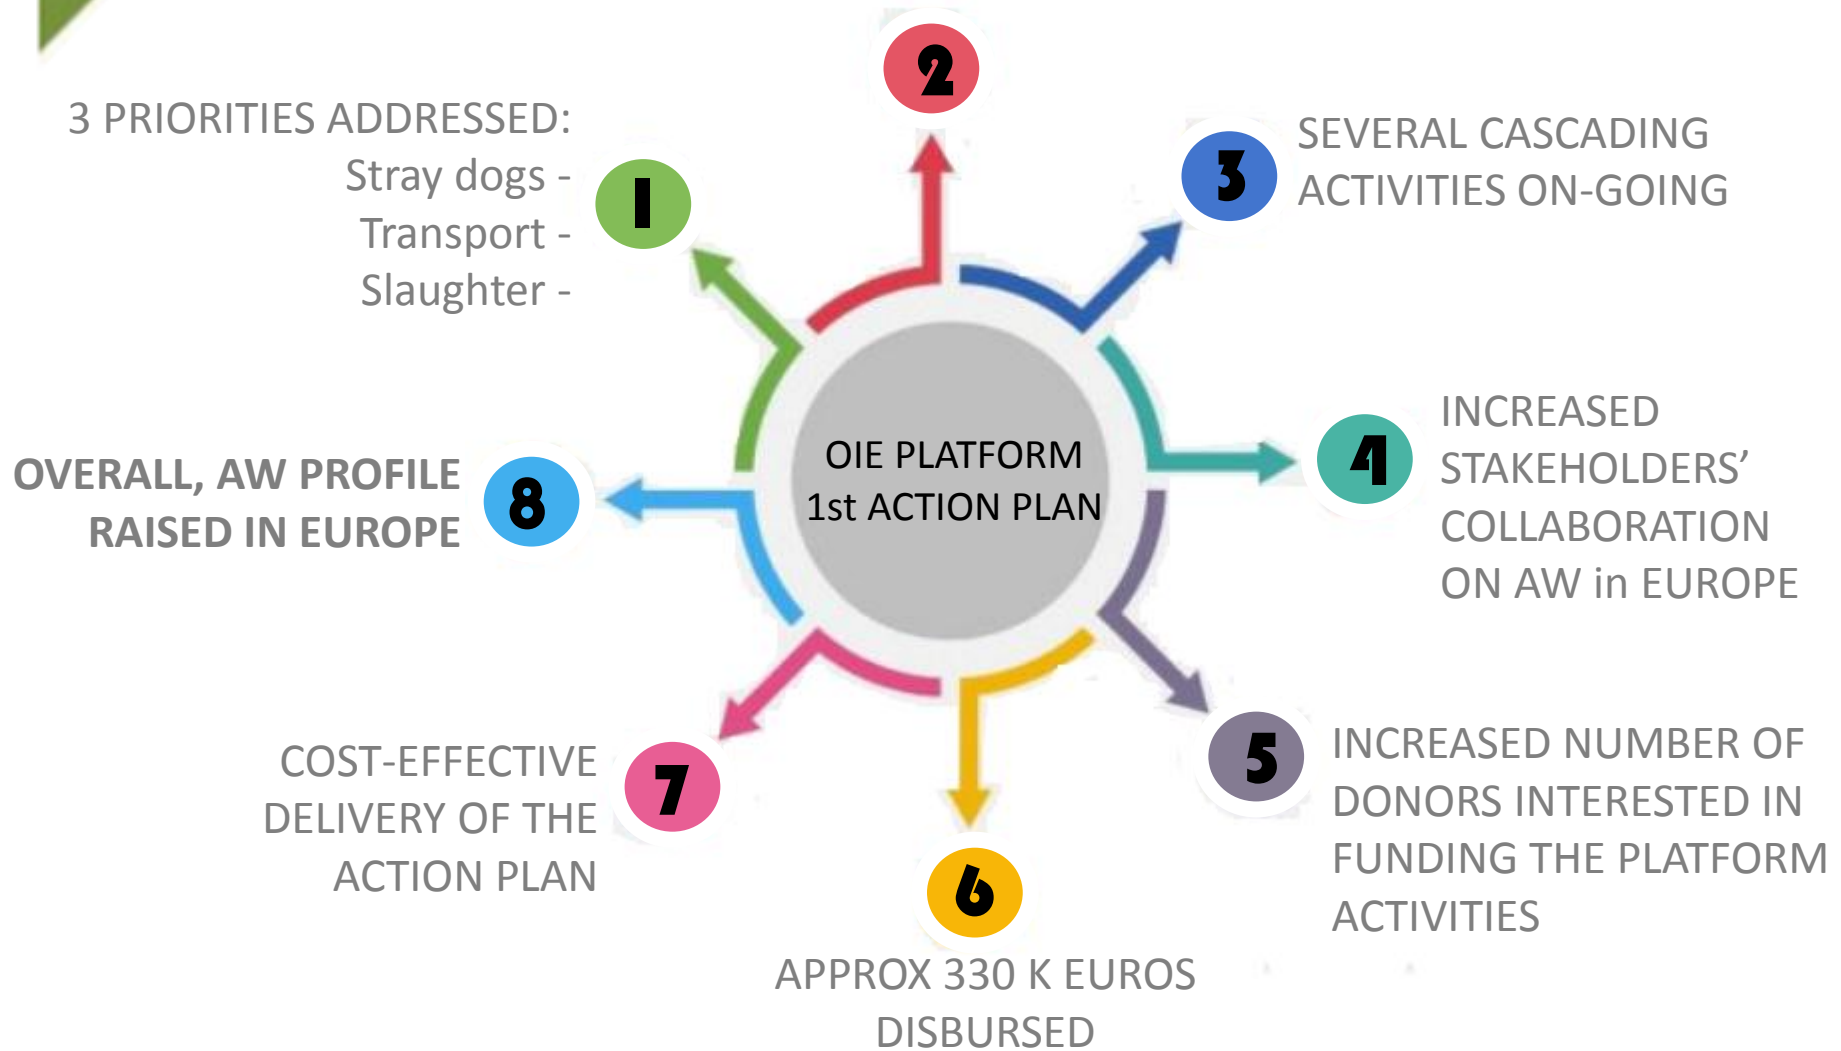 2
3 PRIORITIES ADDRESSED:
Stray dogs -
Transport -
Slaughter -
1
3
SEVERAL CASCADING
ACTIVITIES ON-GOING
OIE PLATFORM
1st ACTION PLAN
4
INCREASED
STAKEHOLDERS’
COLLABORATION
ON AW in EUROPE
OVERALL, AW PROFILE
RAISED IN EUROPE
8
5
INCREASED NUMBER OF
DONORS INTERESTED IN
FUNDING THE PLATFORM
ACTIVITIES
COST-EFFECTIVE
DELIVERY OF THE
ACTION PLAN
7
6
APPROX 330 K EUROS
DISBURSED